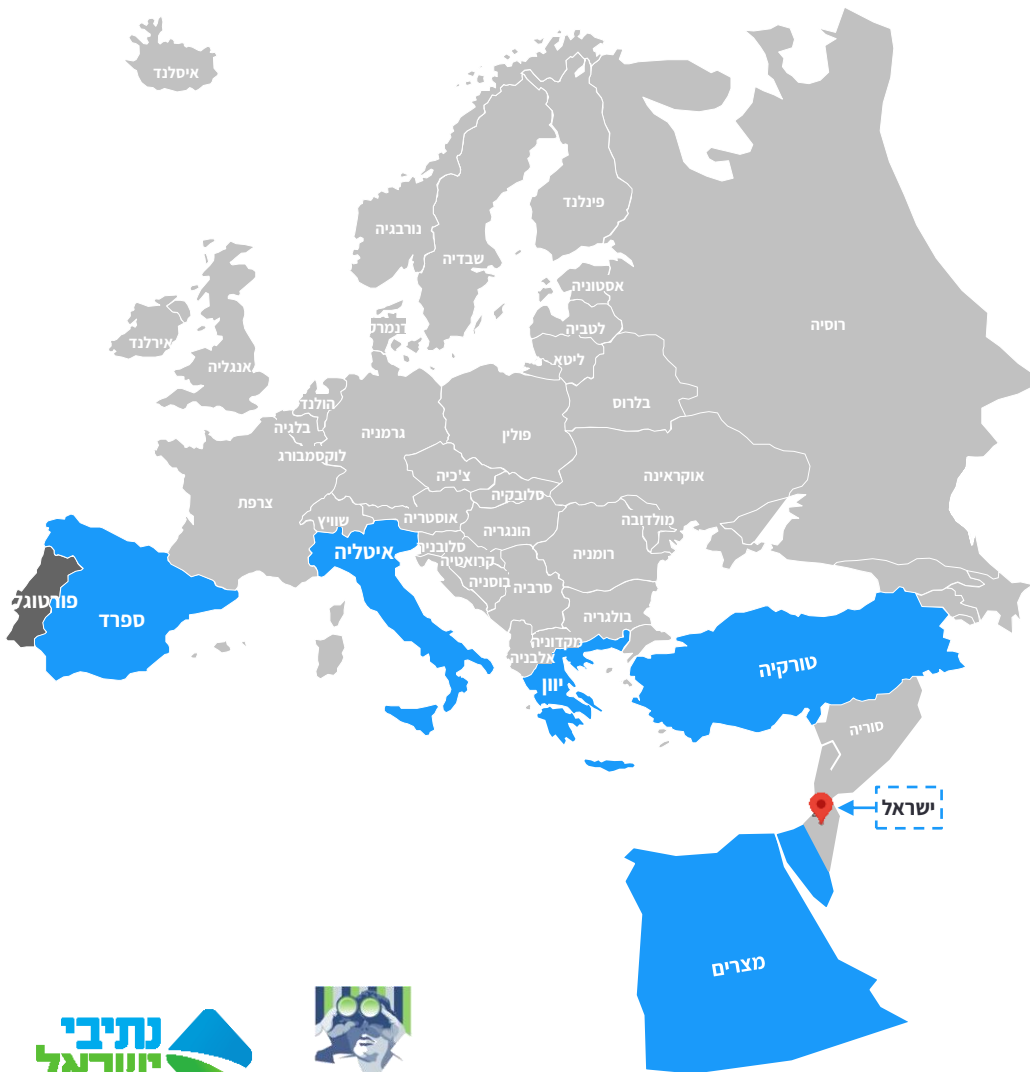 איסלנד
פינלנד
נורבגיה
שבדיה
אסטוניה
רוסיה
לטביה
דנמרק
אירלנד
ליטא
אנגליה
בלרוס
הולנד
בלגיה
גרמניה
פולין
לוקסמבורג
צ'כיה
אוקראינה
סלובקיה
צרפת
שוויץ
אוסטריה
מולדובה
הונגריה
סלובניה
איטליה
רומניה
קרואטיה
בוסניה
סרביה
פורטוגל
ספרד
בולגריה
מקדוניה
אלבניה
טורקיה
יוון
סוריה
ישראל
מצרים
נתיבי
ישראל